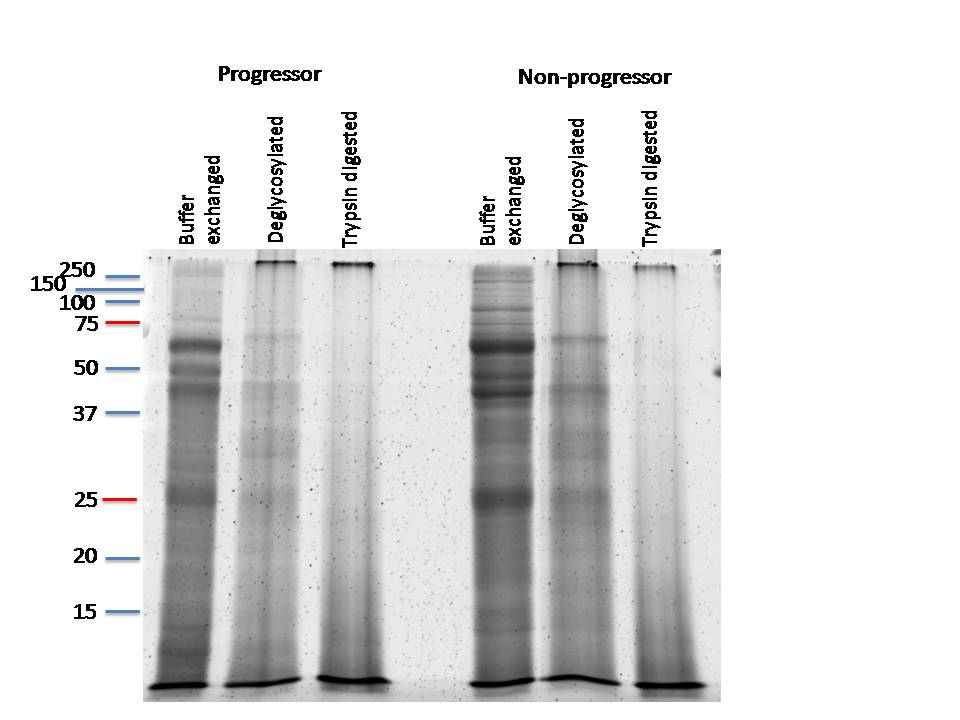 Progressor
Non-progressor
Buffer
exchanged
Deglycosylated
Trypsin digested
Buffer
exchanged
Deglycosylated
Trypsin digested
250
150
100
75
50
37
25
20
15